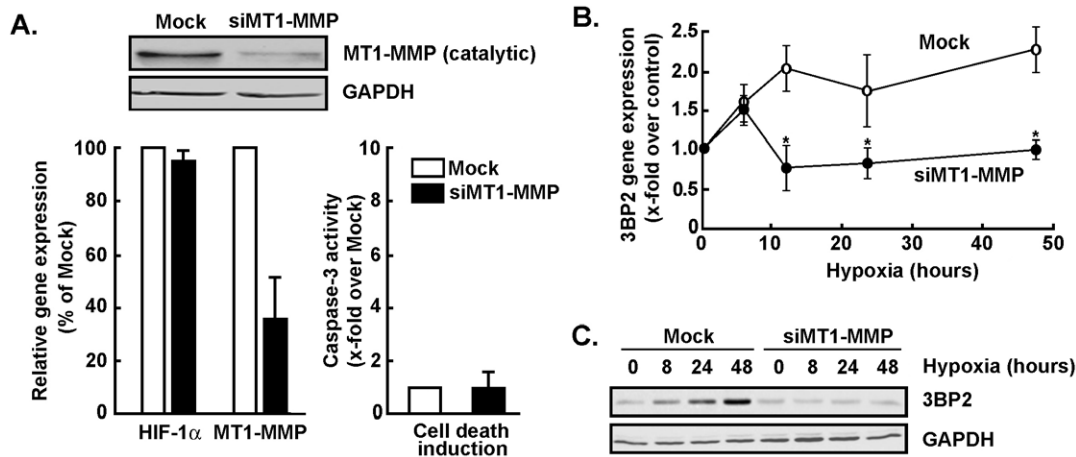 A.
Mock siMT1-MMP
MT1-MMP (catalytic)
GAPDH
Relative gene expression
(% of Mock)
100
80
60
40
20
0
HIF-1α MT1-MMP
Caspase-3 activity
(x-fold over Mock)
10
8
6
4
2
0
Mock
siMT1-MMP
Cell death
induction
B.
3BP2 gene expression
(x-fold over control)
2.5
2.0
1.5
1.0
0.5
0
Mock
* * *
siMT1-MMP
0 10 20 30 40 50
Hypoxia (hours)
C.
Mock siMT1-MMP
0 8 24 48 0 8 24 48 Hypoxia (hours)
3BP2
GAPDH